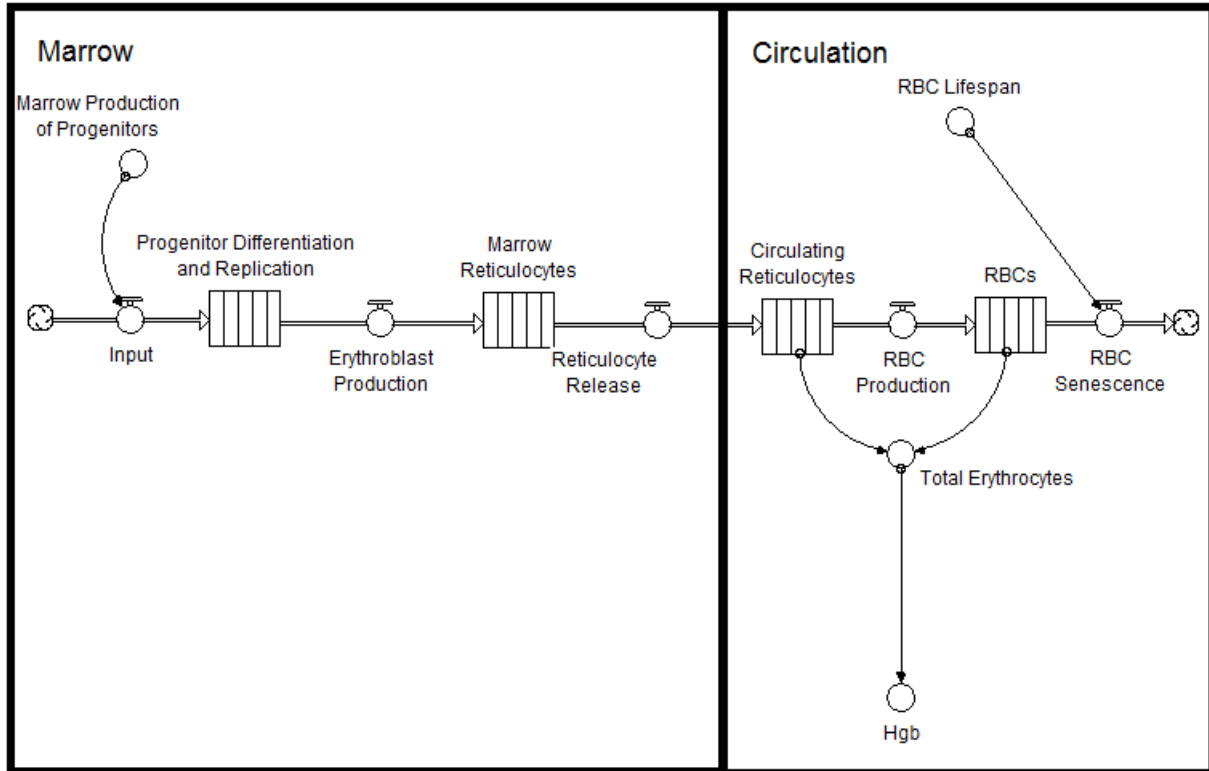 Marrow
Marrow Production
of Progenitors
Progenitor Differentiation
and Replication
Marrow
Reticulocytes
Input
Erythroblast
Production
Reticulocyte
Release
Circulation
RBC Lifespan
Circulating
Reticulocytes
RBCs
RBC
Production
RBC
Senescence
Total Erythrocytes
Hgb